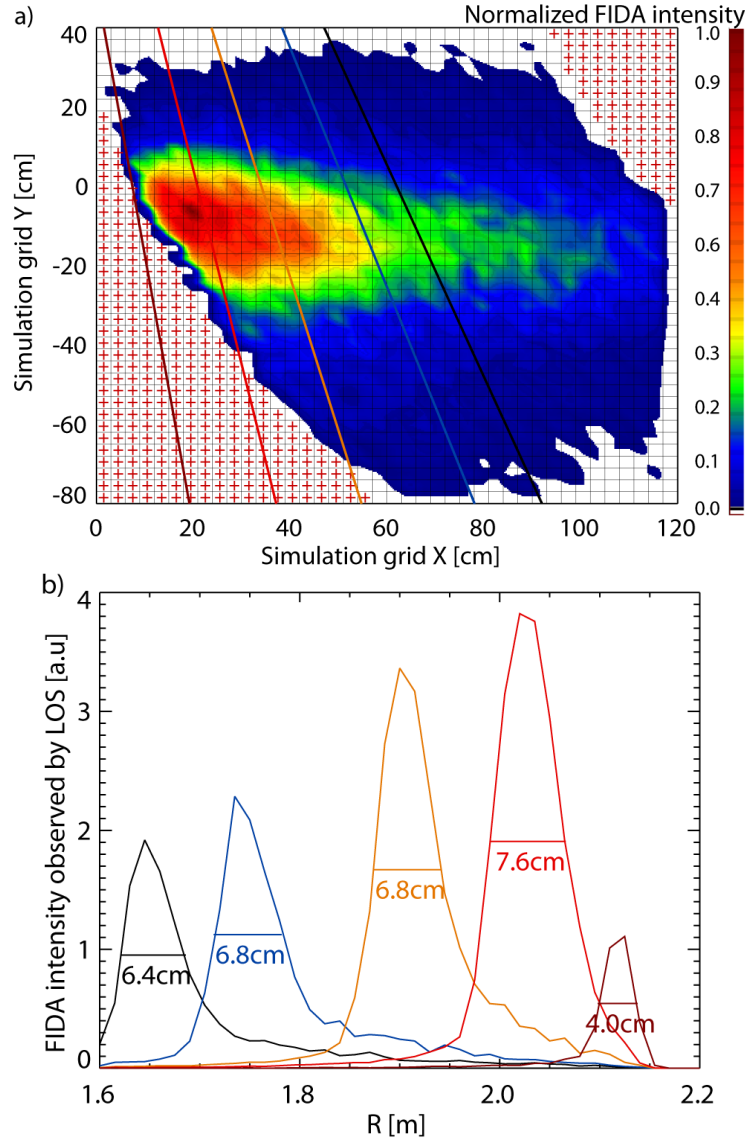 a)
Normalized FIDA intensity
40
20
0
-20
-40
-60
-80
Simulation grid Y [cm]
0
20
40
60
80
100
120
Simulation grid X [cm]
1.0
0.9
0.8
0.7
0.6
0.5
0.4
0.3
0.2
0.1
0.0
b)
4
3
2
1
0
FIDA intensity observed by LOS [a.u]
6.4cm
6.8cm
6.8cm
7.6cm
4.0cm
1.6
1.8
2.0
2.2
R [m]